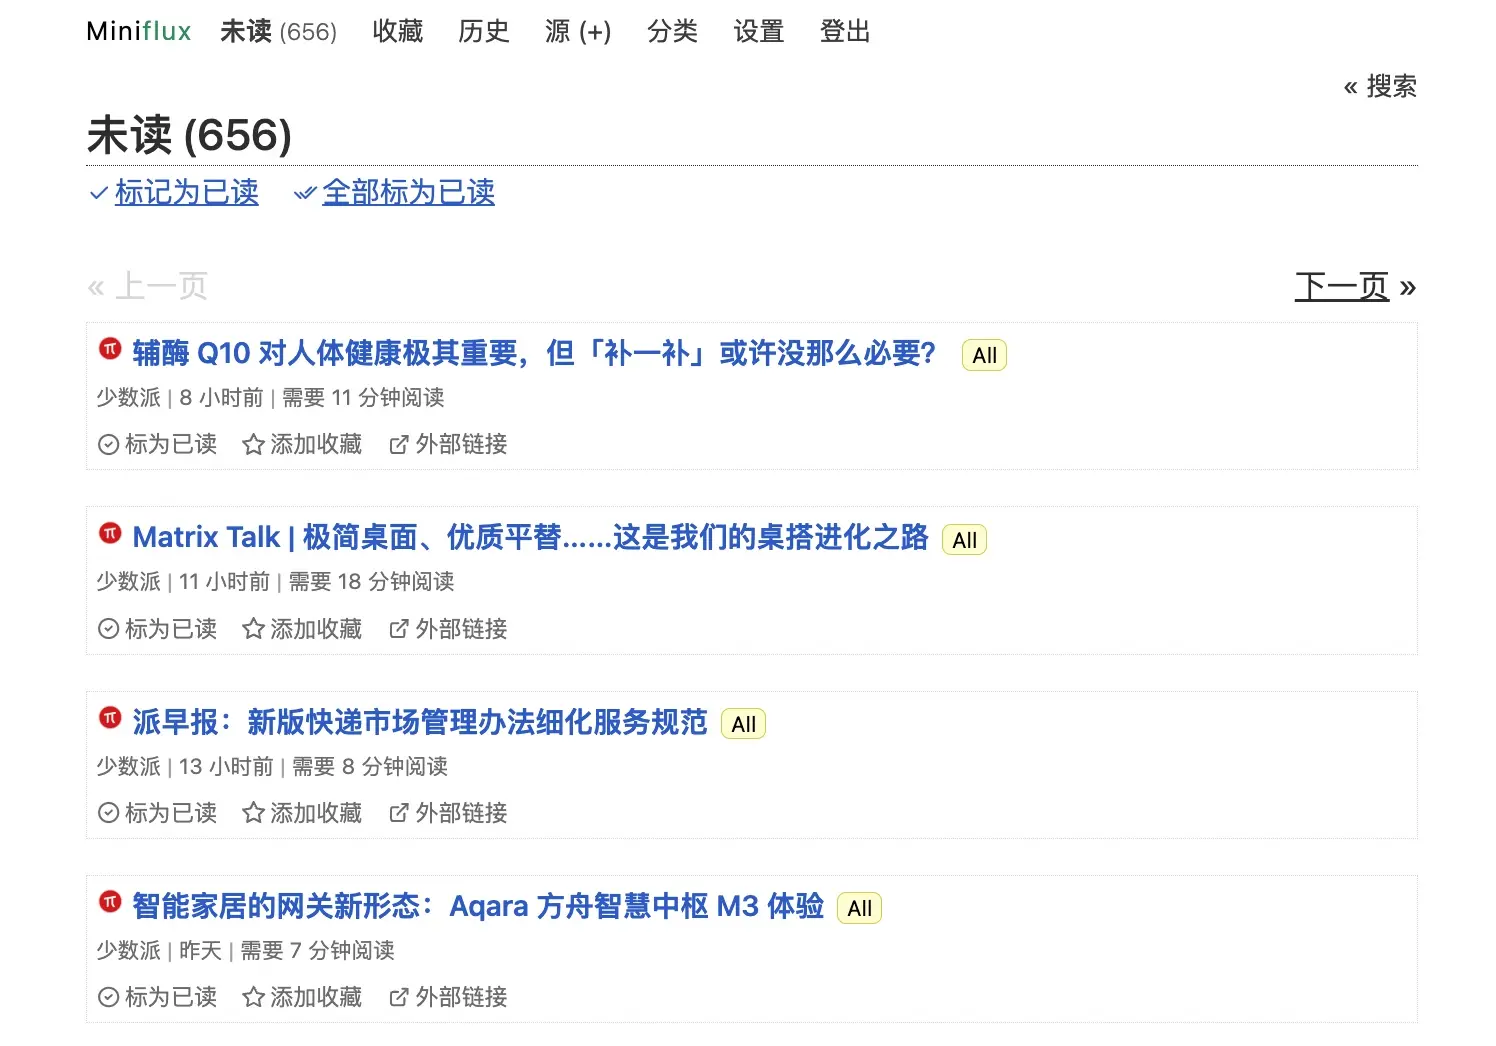 Miniflux 未读 (656) 收藏 历史 源 (+) 分类 设置 登出
« 搜索
未读 (656)
标记为已读 全部标为已读
« 上一页 下一页 »
辅酶 Q10 对人体健康极其重要，但「补一补」或许没那么必要？ All
少数派 | 8 小时前 | 需要 11 分钟阅读
标为已读 添加收藏 外部链接
Matrix Talk | 极简桌面、优质平替……这是我们的桌搭进化之路 All
少数派 | 11 小时前 | 需要 18 分钟阅读
标为已读 添加收藏 外部链接
派早报：新版快递市场管理办法细化服务规范 All
少数派 | 13 小时前 | 需要 8 分钟阅读
标为已读 添加收藏 外部链接
智能家居的网关新形态：Aqara 方舟智慧中枢 M3 体验 All
少数派 | 昨天 | 需要 7 分钟阅读
标为已读 添加收藏 外部链接